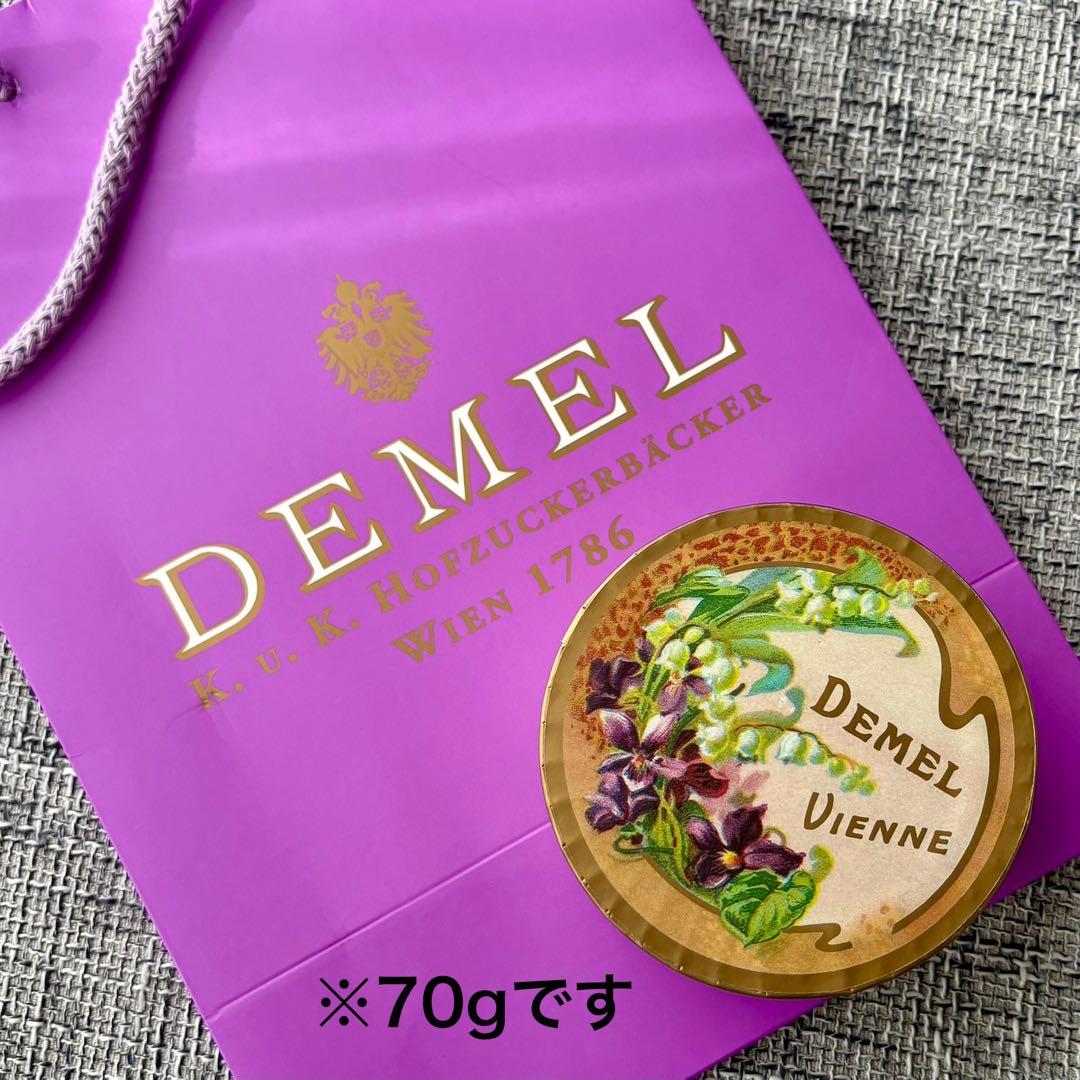 DEMEL
K. U. K. HOFZUCKERBÄCKER
WIEN 1786
DEMEL
VIENNE
※70gです